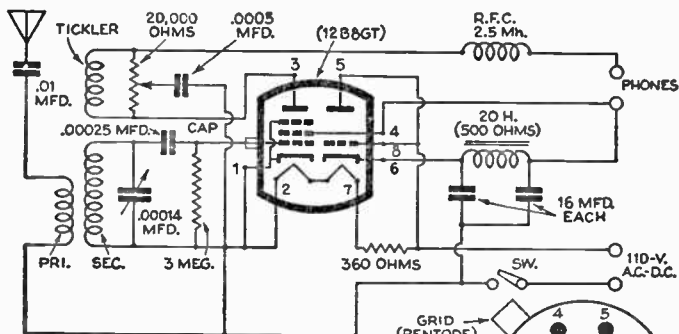 TICKLER
20,000
OHMS
.0005
MFD.
(12B8GT)
R.F.C.
2.5 Mh.
3
5
PHONES
.01
MFD.
.00025 MFD.
CAP
1
4
8
6
20 H.
(500 OHMS)
2
7
.00014
MFD.
16 MFD.
EACH
PRI.
SEC.
3 MEG.
360 OHMS
SW.
110-V.
A.C.-D.C.
GRID
(PENTODE)
4
5